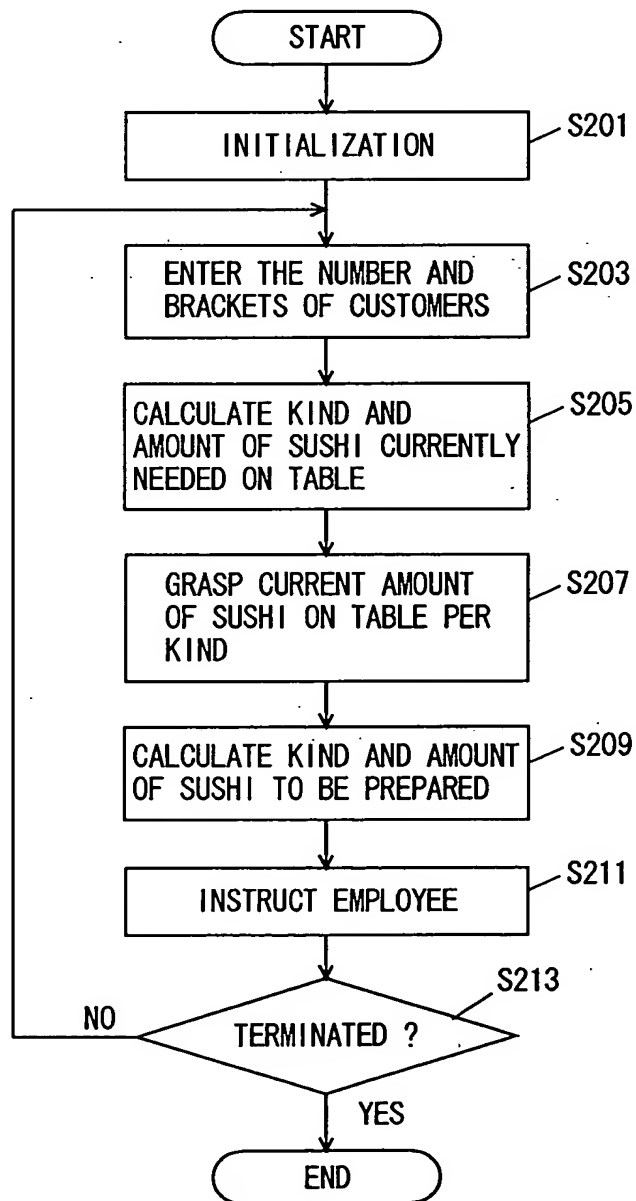 START
INITIALIZATION
S201
ENTER THE NUMBER AND
BRACKETS OF CUSTOMERS
S203
CALCULATE KIND AND
AMOUNT OF SUSHI CURRENTLY
NEEDED ON TABLE
S205
GRASP CURRENT AMOUNT
OF SUSHI ON TABLE PER
KIND
S207
CALCULATE KIND AND AMOUNT
OF SUSHI TO BE PREPARED
S209
INSTRUCT EMPLOYEE
S211
TERMINATED ?
S213
NO
YES
END